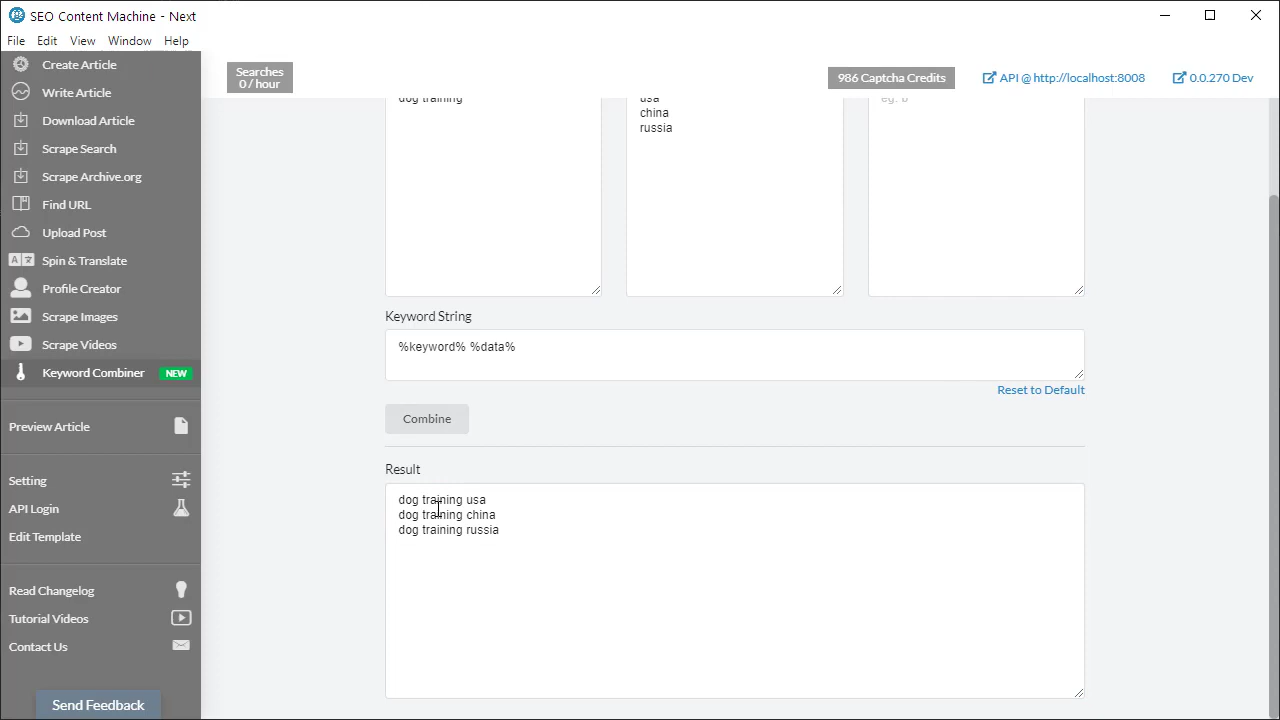 SEO Content Machine - Next
File Edit View Window Help
Create Article
Write Article
Download Article
Scrape Search
Scrape Archive.org
Find URL
Upload Post
Spin & Translate
Profile Creator
Scrape Images
Scrape Videos
Keyword Combiner NEW
Preview Article
Setting
API Login
Edit Template
Read Changelog
Tutorial Videos
Contact Us
Send Feedback
Searches
0 / hour
986 Captcha Credits
API @ http://localhost:8008
0.0.270 Dev
dog training
usa
china
russia
eg. b
Keyword String
%keyword% %data%
Reset to Default
Combine
Result
dog training usa
dog training china
dog training russia